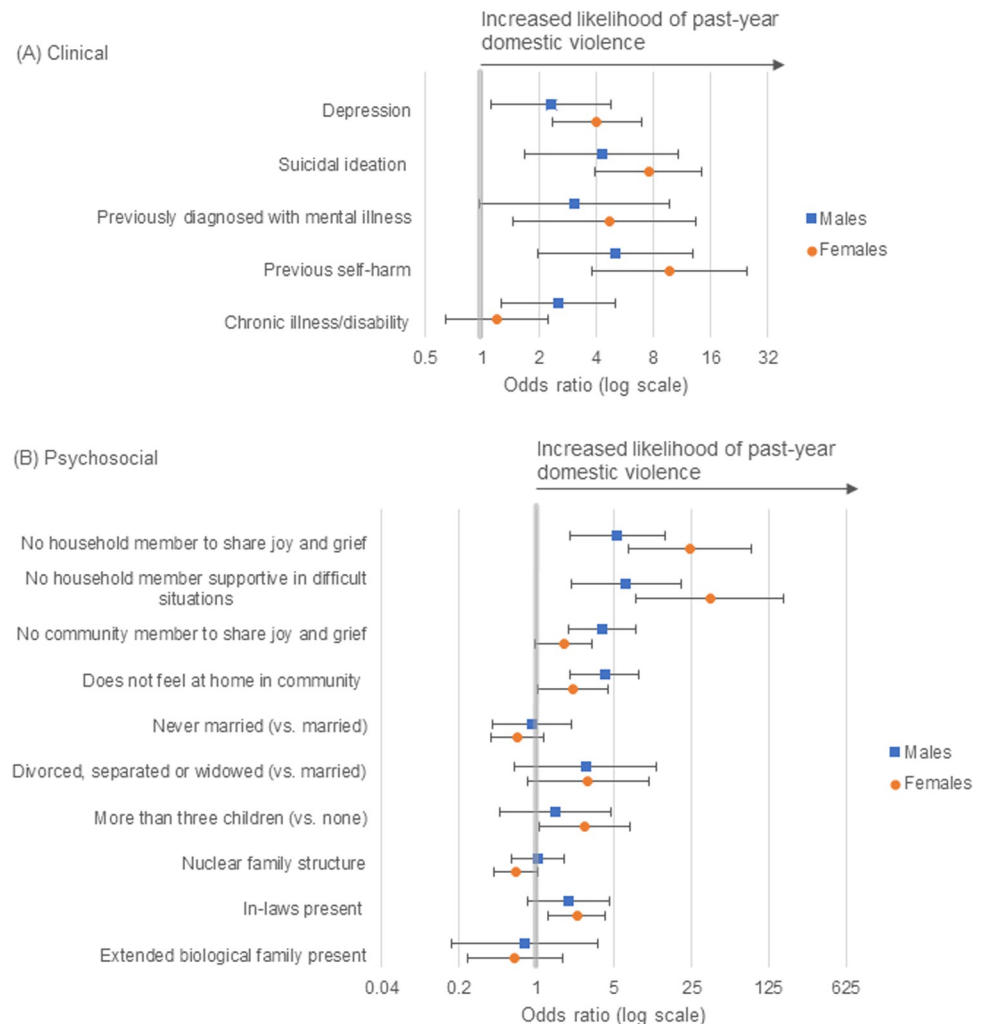 Increased likelihood of past-year
domestic violence
(A) Clinical
Depression
Suicidal ideation
Previously diagnosed with mental illness
Previous self-harm
Chronic illness/disability
Males
Females
0.5 1 2 4 8 16 32
Odds ratio (log scale)
Increased likelihood of past-year
domestic violence
(B) Psychosocial
No household member to share joy and grief
No household member supportive in difficult
situations
No community member to share joy and grief
Does not feel at home in community
Never married (vs. married)
Divorced, separated or widowed (vs. married)
More than three children (vs. none)
Nuclear family structure
In-laws present
Extended biological family present
Males
Females
0.04 0.2 1 5 25 125 625
Odds ratio (log scale)